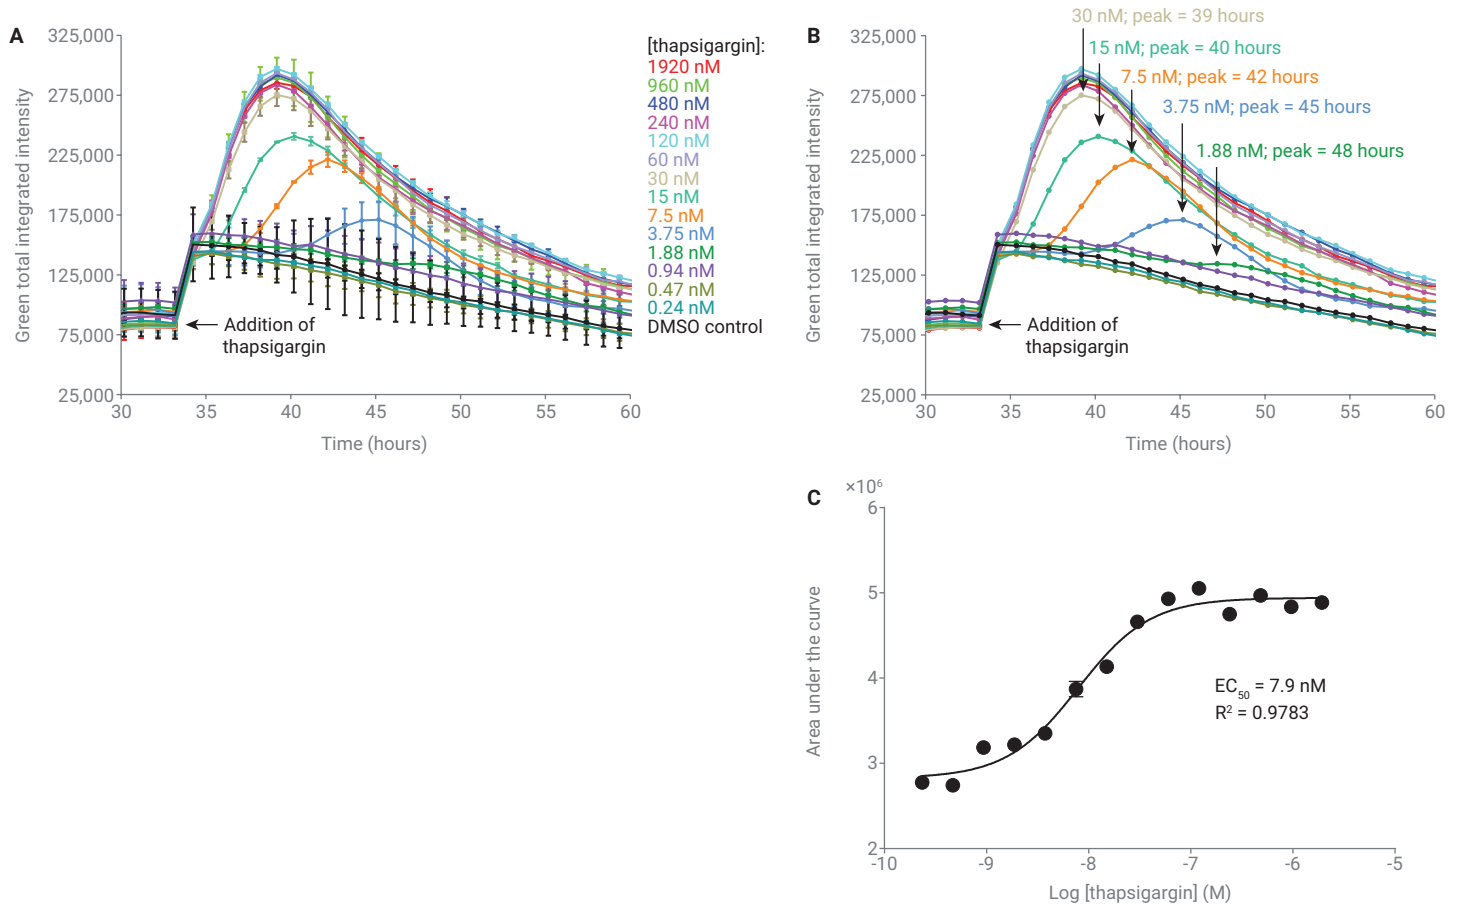 A
325,000
275,000
225,000
175,000
125,000
75,000
25,000
Green total integrated intensity
30 35 40 45 50 55 60
Time (hours)
Addition of
thapsigargin
[thapsigargin]:
1920 nM
960 nM
480 nM
240 nM
120 nM
60 nM
30 nM
15 nM
7.5 nM
3.75 nM
1.88 nM
0.94 nM
0.47 nM
0.24 nM
DMSO control
B
30 nM; peak = 39 hours
15 nM; peak = 40 hours
7.5 nM; peak = 42 hours
3.75 nM; peak = 45 hours
1.88 nM; peak = 48 hours
325,000
275,000
225,000
175,000
125,000
75,000
25,000
Green total integrated intensity
Addition of
thapsigargin
30 35 40 45 50 55 60
Time (hours)
C
×10⁶
6
5
4
3
2
Area under the curve
EC₅₀ = 7.9 nM
R² = 0.9783
-10 -9 -8 -7 -6 -5
Log [thapsigargin] (M)